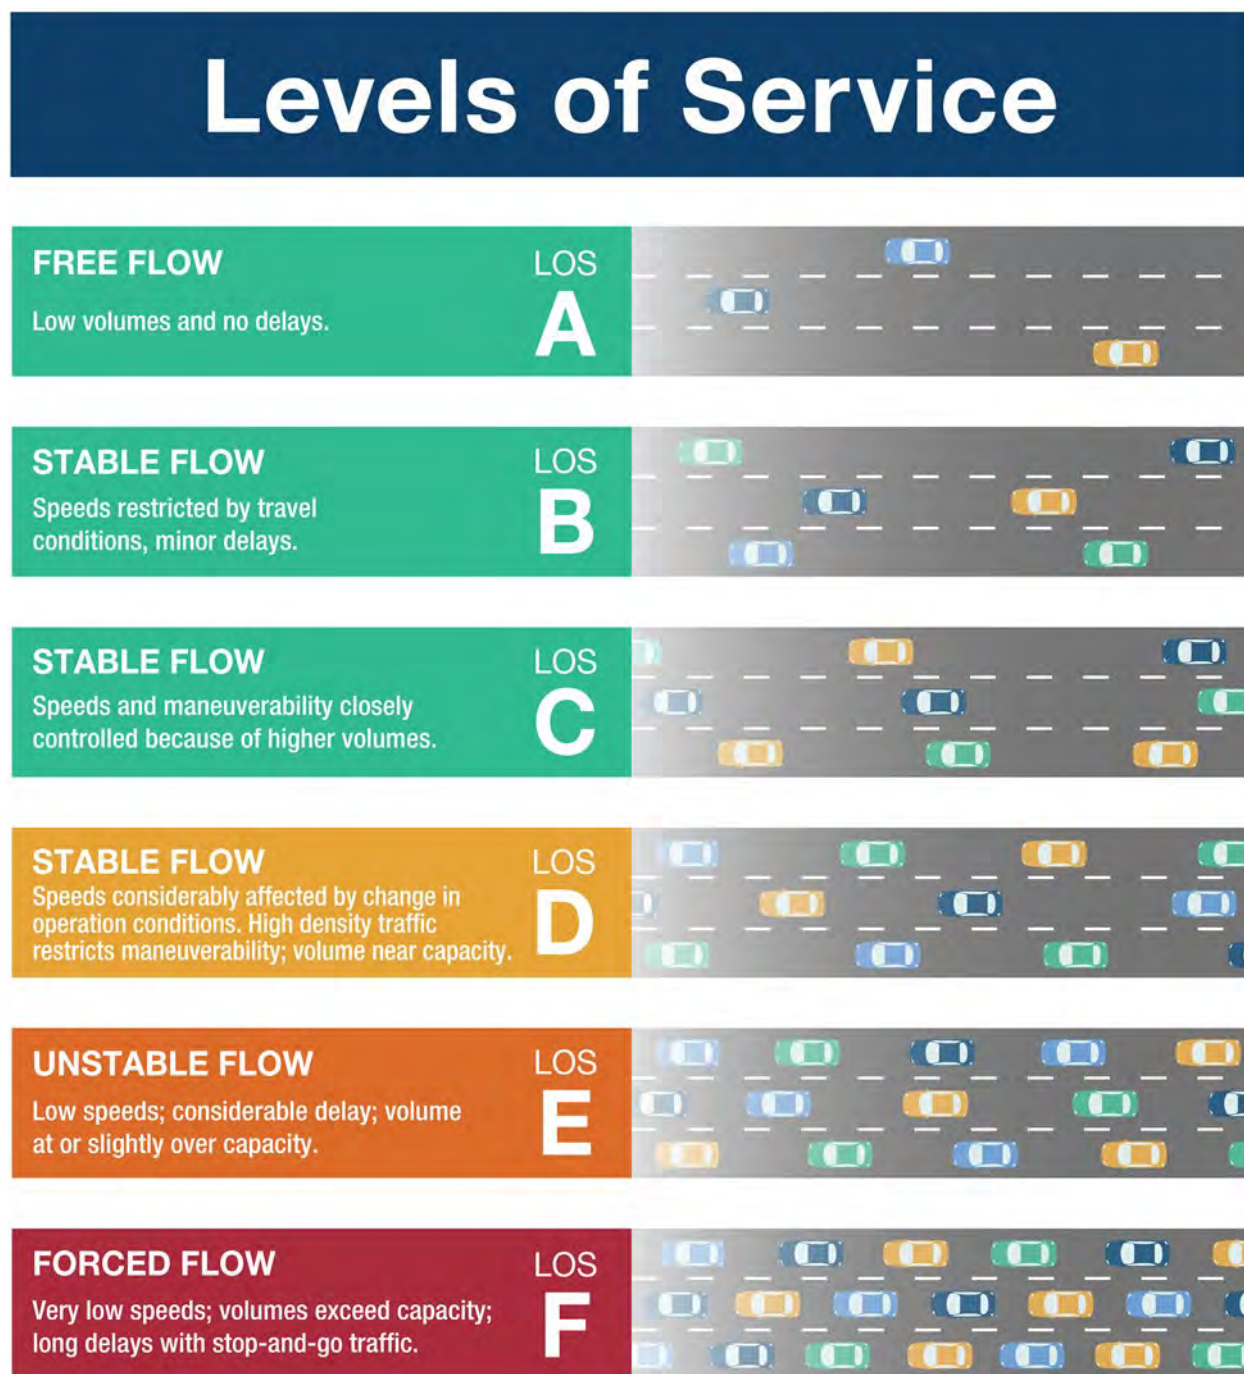 Levels of Service
FREE FLOW
Low volumes and no delays.
LOS
A
STABLE FLOW
Speeds restricted by travel
conditions, minor delays.
LOS
B
STABLE FLOW
Speeds and maneuverability closely
controlled because of higher volumes.
LOS
C
STABLE FLOW
Speeds considerably affected by change in
operation conditions. High density traffic
restricts maneuverability; volume near capacity.
LOS
D
UNSTABLE FLOW
Low speeds; considerable delay; volume
at or slightly over capacity.
LOS
E
FORCED FLOW
Very low speeds; volumes exceed capacity;
long delays with stop-and-go traffic.
LOS
F